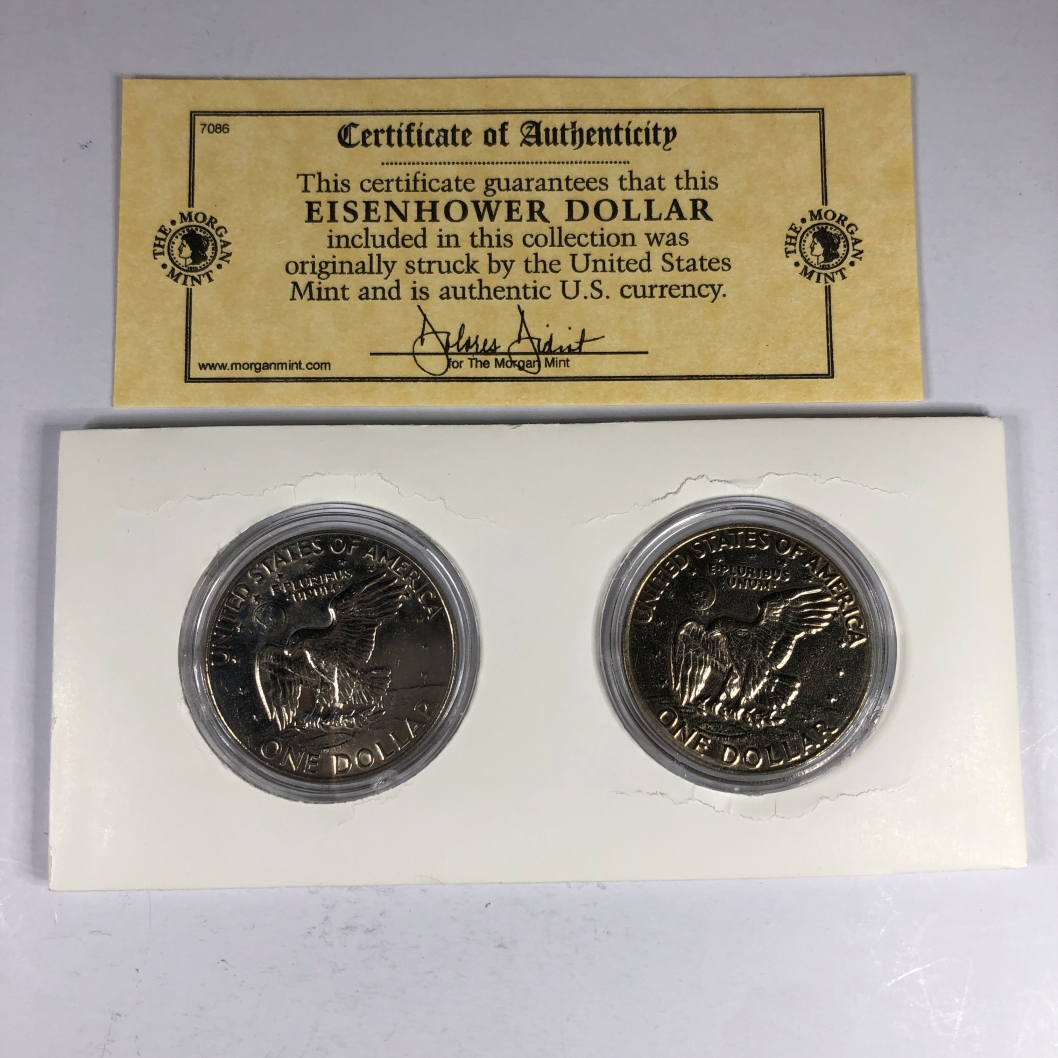 7086
Certificate of Authenticity
This certificate guarantees that this
EISENHOWER DOLLAR
included in this collection was
originally struck by the United States
Mint and is authentic U.S. currency.
THE MORGAN MINT
THE MORGAN MINT
www.morganmint.com
for The Morgan Mint
UNITED STATES OF AMERICA
E PLURIBUS
UNUM
ONE DOLLAR
UNITED STATES OF AMERICA
E PLURIBUS
UNUM
ONE DOLLAR